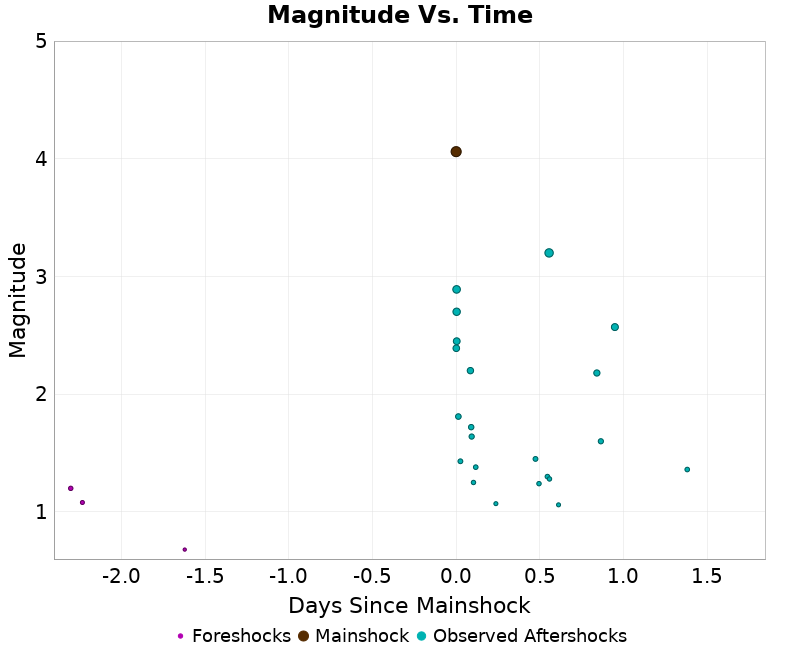 Magnitude Vs. Time
5
4
3
2
1
Magnitude
-2.0 -1.5 -1.0 -0.5 0.0 0.5 1.0 1.5
Days Since Mainshock
Foreshocks Mainshock Observed Aftershocks